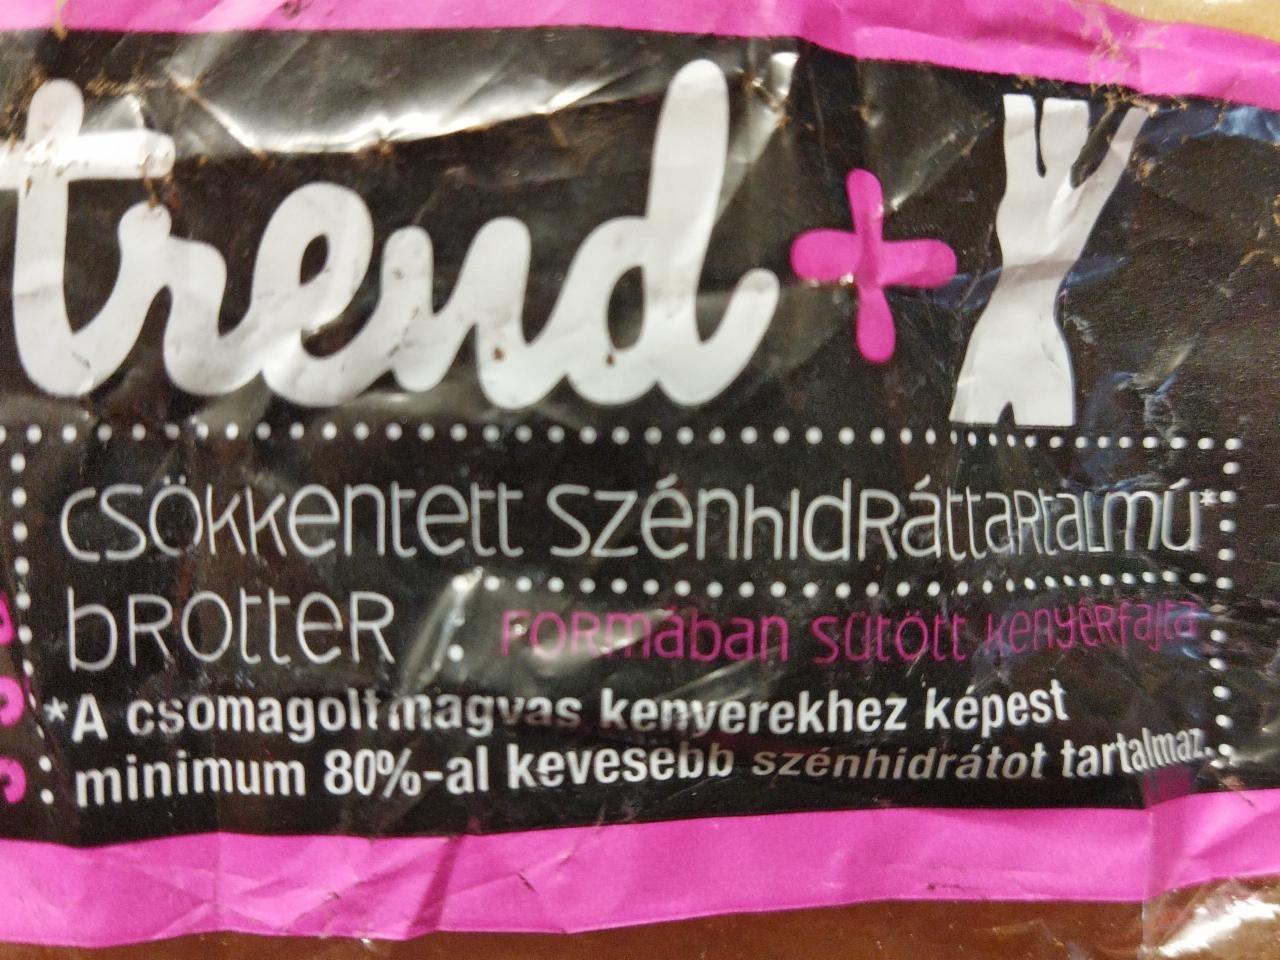 trend+
csökkentett szénhidráttartalmú*
brotter
formában sütött kenyérfajta
*A csomagolt magvas kenyerekhez képest
minimum 80%-al kevesebb szénhidrátot tartalmaz.